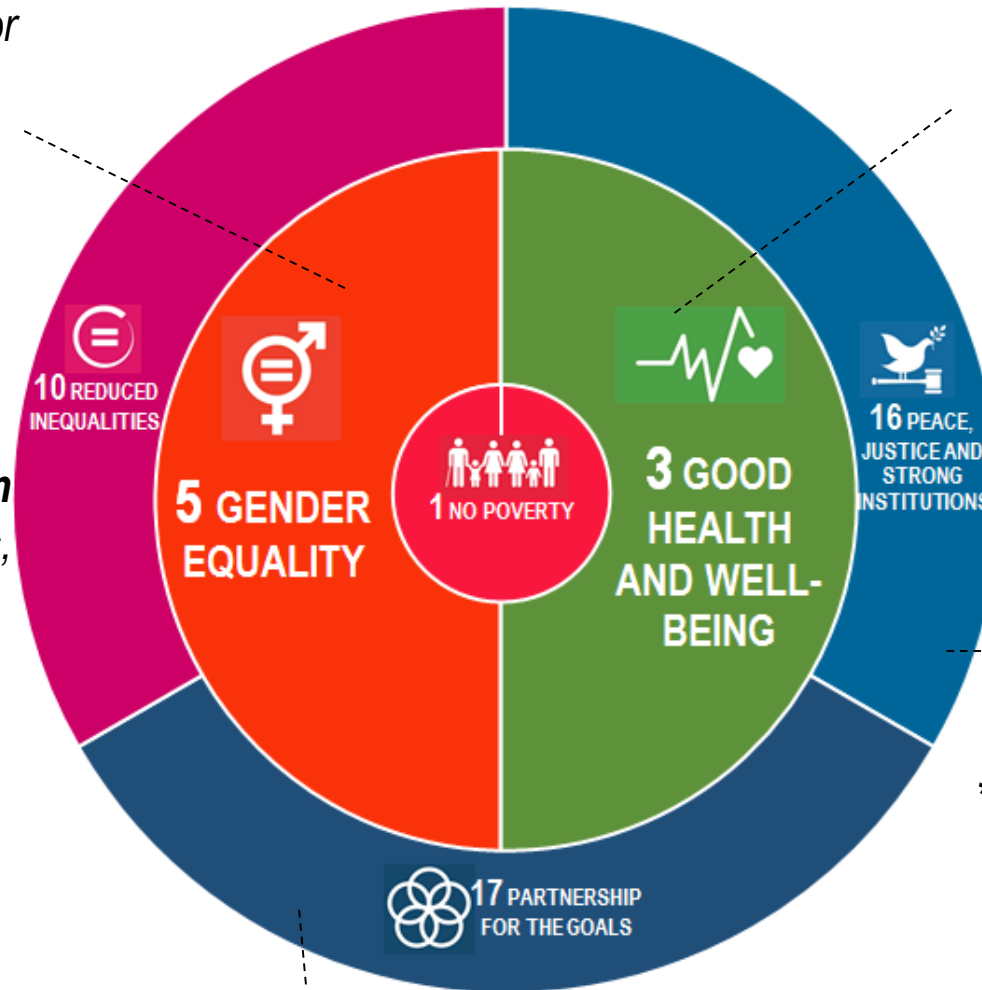 or
10 REDUCED
INEQUALITIES
n
,
5 GENDER
EQUALITY
1 NO POVERTY
3 GOOD
HEALTH
AND WELL-
BEING
16 PEACE,
JUSTICE AND
STRONG
INSTITUTIONS
17 PARTNERSHIP
FOR THE GOALS